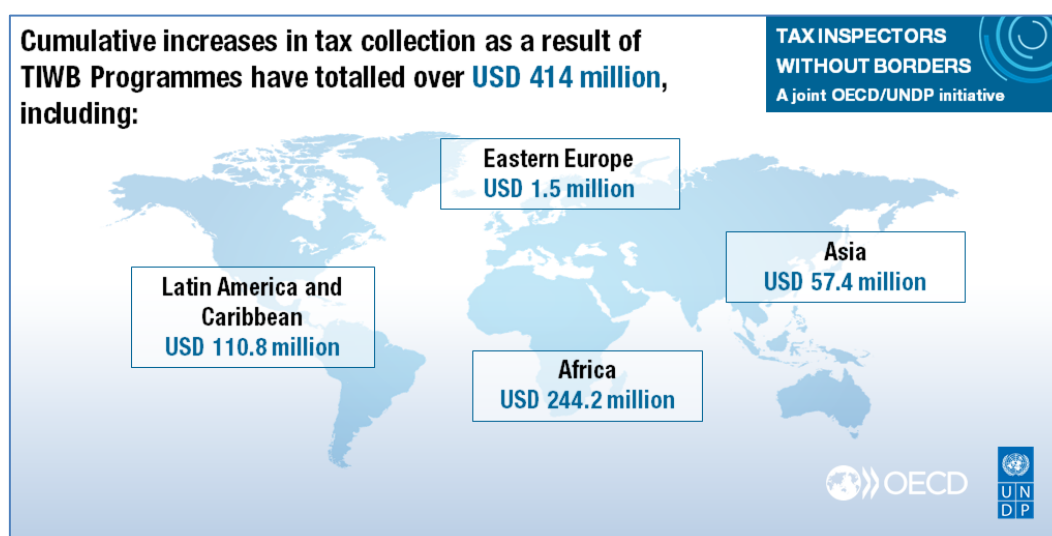 Cumulative increases in tax collection as a result of
TIWB Programmes have totalled over USD 414 million,
including:
TAX INSPECTORS
WITHOUT BORDERS
A joint OECD/UNDP initiative
Eastern Europe
USD 1.5 million
Asia
USD 57.4 million
Latin America and
Caribbean
USD 110.8 million
Africa
USD 244.2 million
OECD
U N
D P